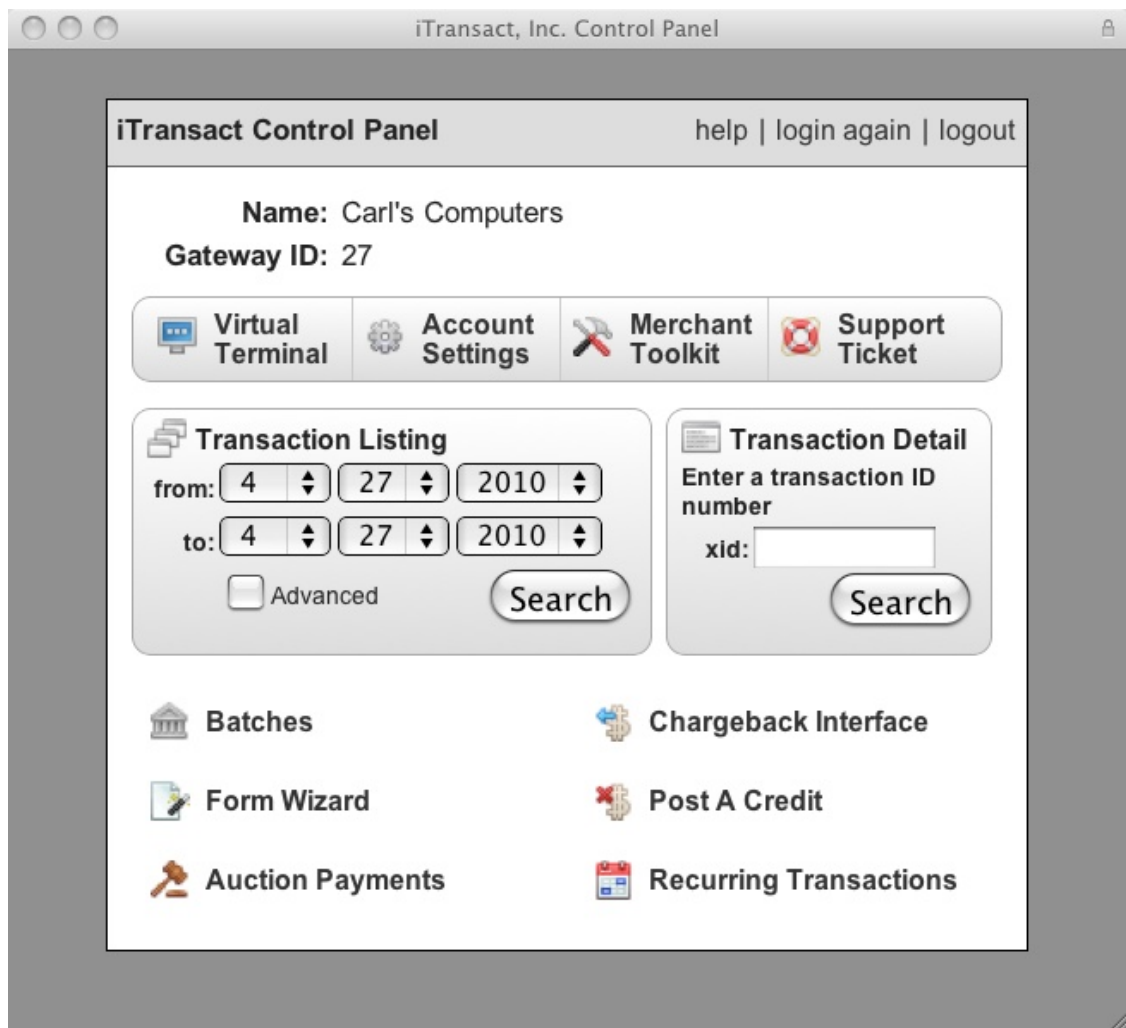 iTransact, Inc. Control Panel
iTransact Control Panel
help | login again | logout
Name: Carl's Computers
Gateway ID: 27
Virtual
Terminal
Account
Settings
Merchant
Toolkit
Support
Ticket
Transaction Listing
from: 4 27 2010
to: 4 27 2010
Advanced
Search
Transaction Detail
Enter a transaction ID
number
xid:
Search
Batches
Chargeback Interface
Form Wizard
Post A Credit
Auction Payments
Recurring Transactions